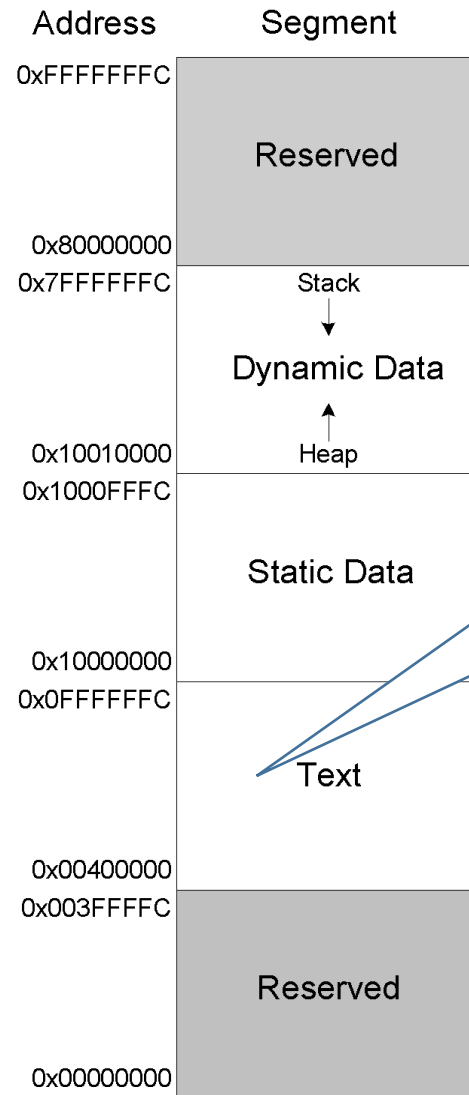 Address Segment
0xFFFFFFFC
Reserved
0x80000000
0x7FFFFFFC Stack
Dynamic Data
0x10010000 Heap
0x1000FFFC
Static Data
0x10000000
0x0FFFFFFC
Text
0x00400000
0x003FFFFC
Reserved
0x00000000